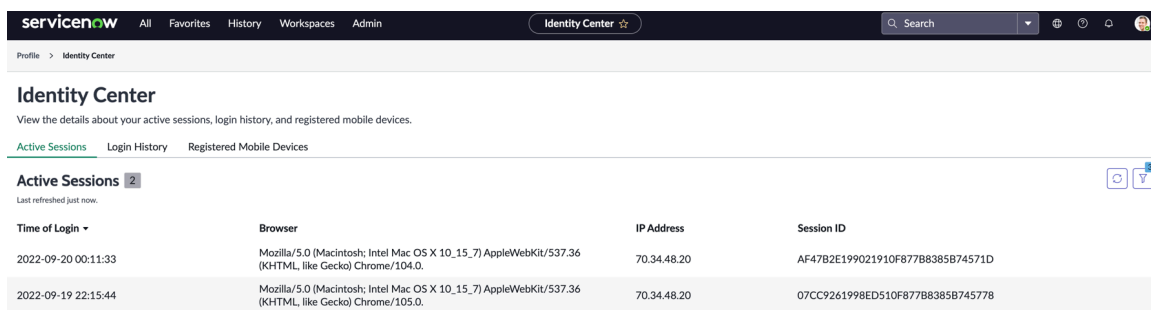 servicenow All Favorites History Workspaces Admin Identity Center Search
Profile > Identity Center
Identity Center
View the details about your active sessions, login history, and registered mobile devices.
Active Sessions Login History Registered Mobile Devices
Active Sessions 2
Last refreshed just now.
Time of Login Browser IP Address Session ID
2022-09-20 00:11:33 Mozilla/5.0 (Macintosh; Intel Mac OS X 10_15_7) AppleWebKit/537.36 70.34.48.20 AF47B2E199021910F877B8385B74571D
(KHTML, like Gecko) Chrome/104.0.
2022-09-19 22:15:44 Mozilla/5.0 (Macintosh; Intel Mac OS X 10_15_7) AppleWebKit/537.36 70.34.48.20 07CC9261998ED510F877B8385B745778
(KHTML, like Gecko) Chrome/105.0.